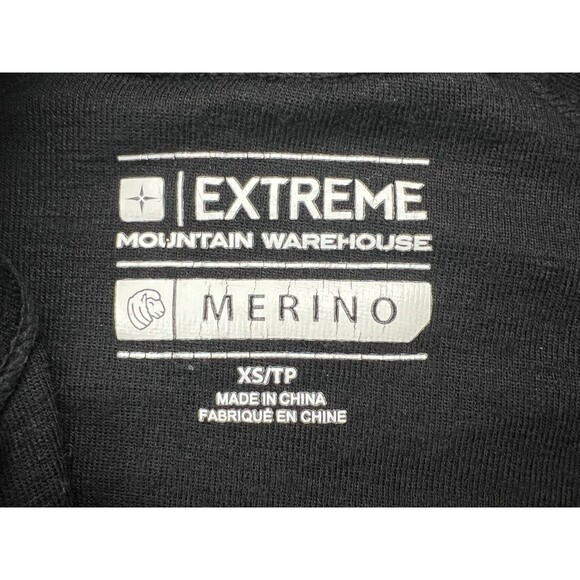 EXTREME
MOUNTAIN WAREHOUSE
MERINO
XS/TP
MADE IN CHINA
FABRIQUÉ EN CHINE